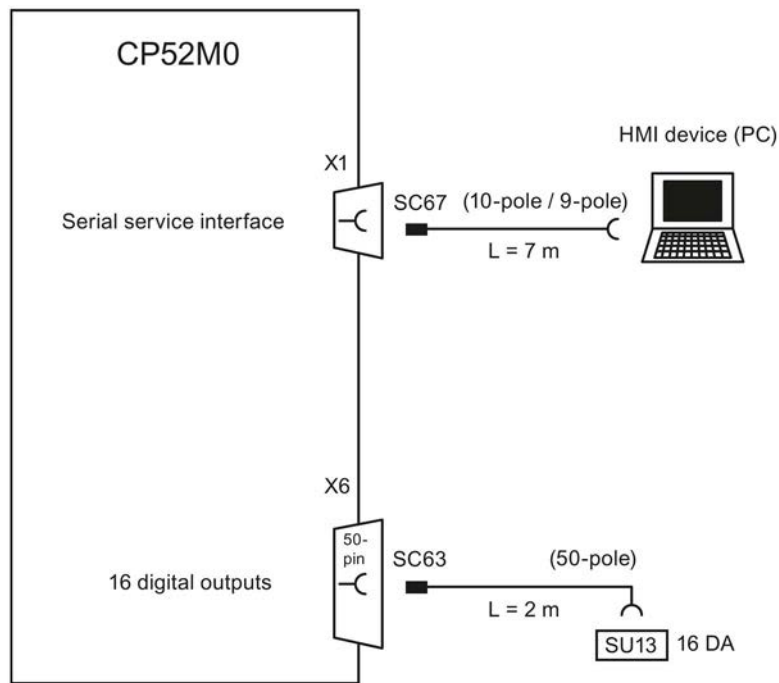 CP52M0
HMI device (PC)
X1
Serial service interface
SC67 (10-pole / 9-pole)
L = 7 m
X6
50-
pin
16 digital outputs
SC63 (50-pole)
L = 2 m
SU13 16 DA